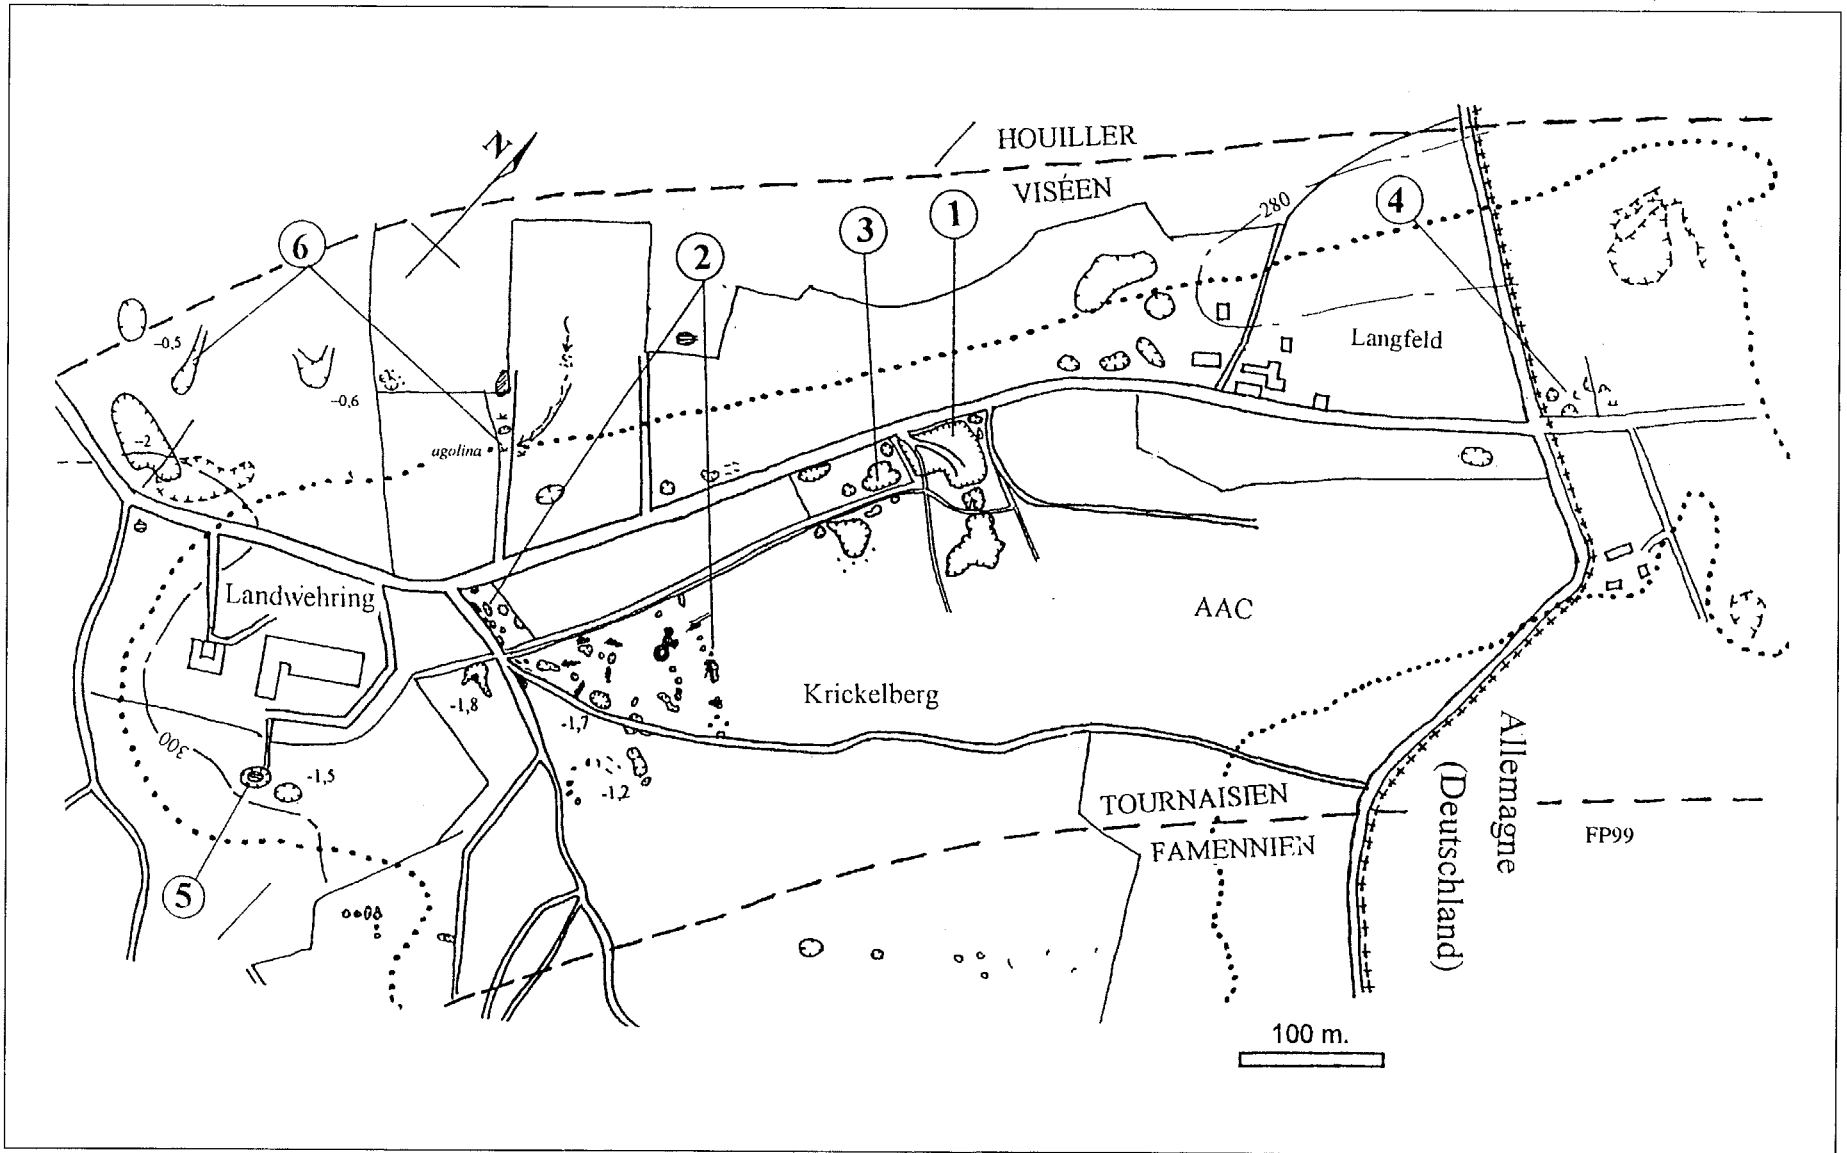 N
HOUILLER
VISÉEN
1
2
3
4
6
280
-0,5
Langfeld
-0,6
-2
agolina
Landwehring
AAC
Krickelberg
-1,8
-1,7
300
-1,5
-1,2
TOURNAISIEN
FAMENNIEN
Allemagne
(Deutschland)
FP99
5
100 m.